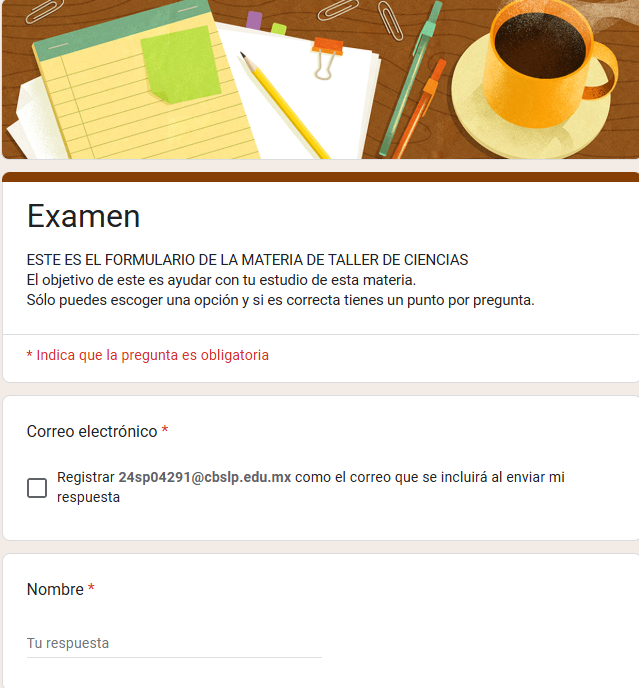 Examen
ESTE ES EL FORMULARIO DE LA MATERIA DE TALLER DE CIENCIAS
El objetivo de este es ayudar con tu estudio de esta materia.
Sólo puedes escoger una opción y si es correcta tienes un punto por pregunta.
* Indica que la pregunta es obligatoria
Correo electrónico *
Registrar 24sp04291@cbslp.edu.mx como el correo que se incluirá al enviar mi
respuesta
Nombre *
Tu respuesta